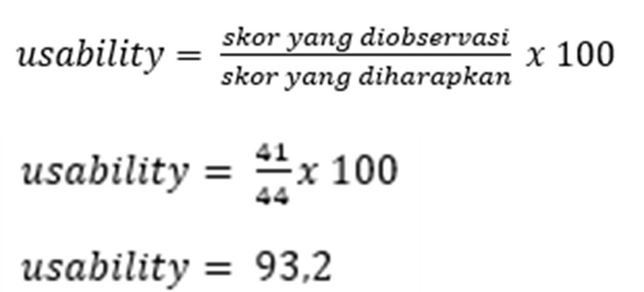 usability = skor yang diobservasi / skor yang diharapkan x 100
usability = 41/44 x 100
usability = 93,2